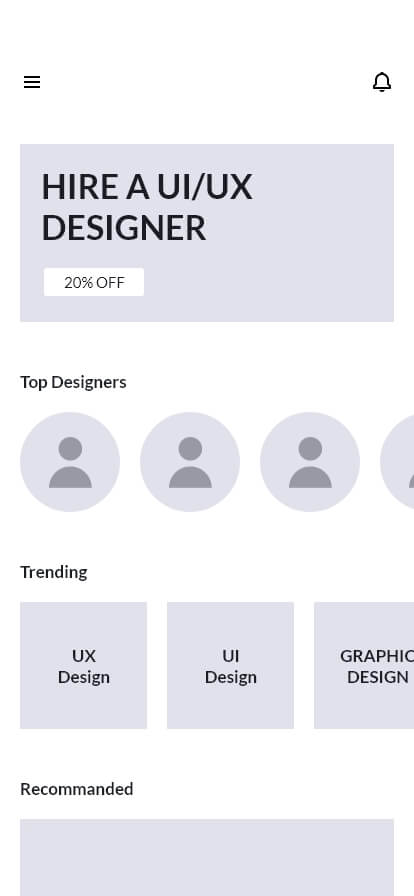 HIRE A UI/UX
DESIGNER
20% OFF
Top Designers
Trending
UX
Design
UI
Design
GRAPHIC
DESIGN
Recommanded